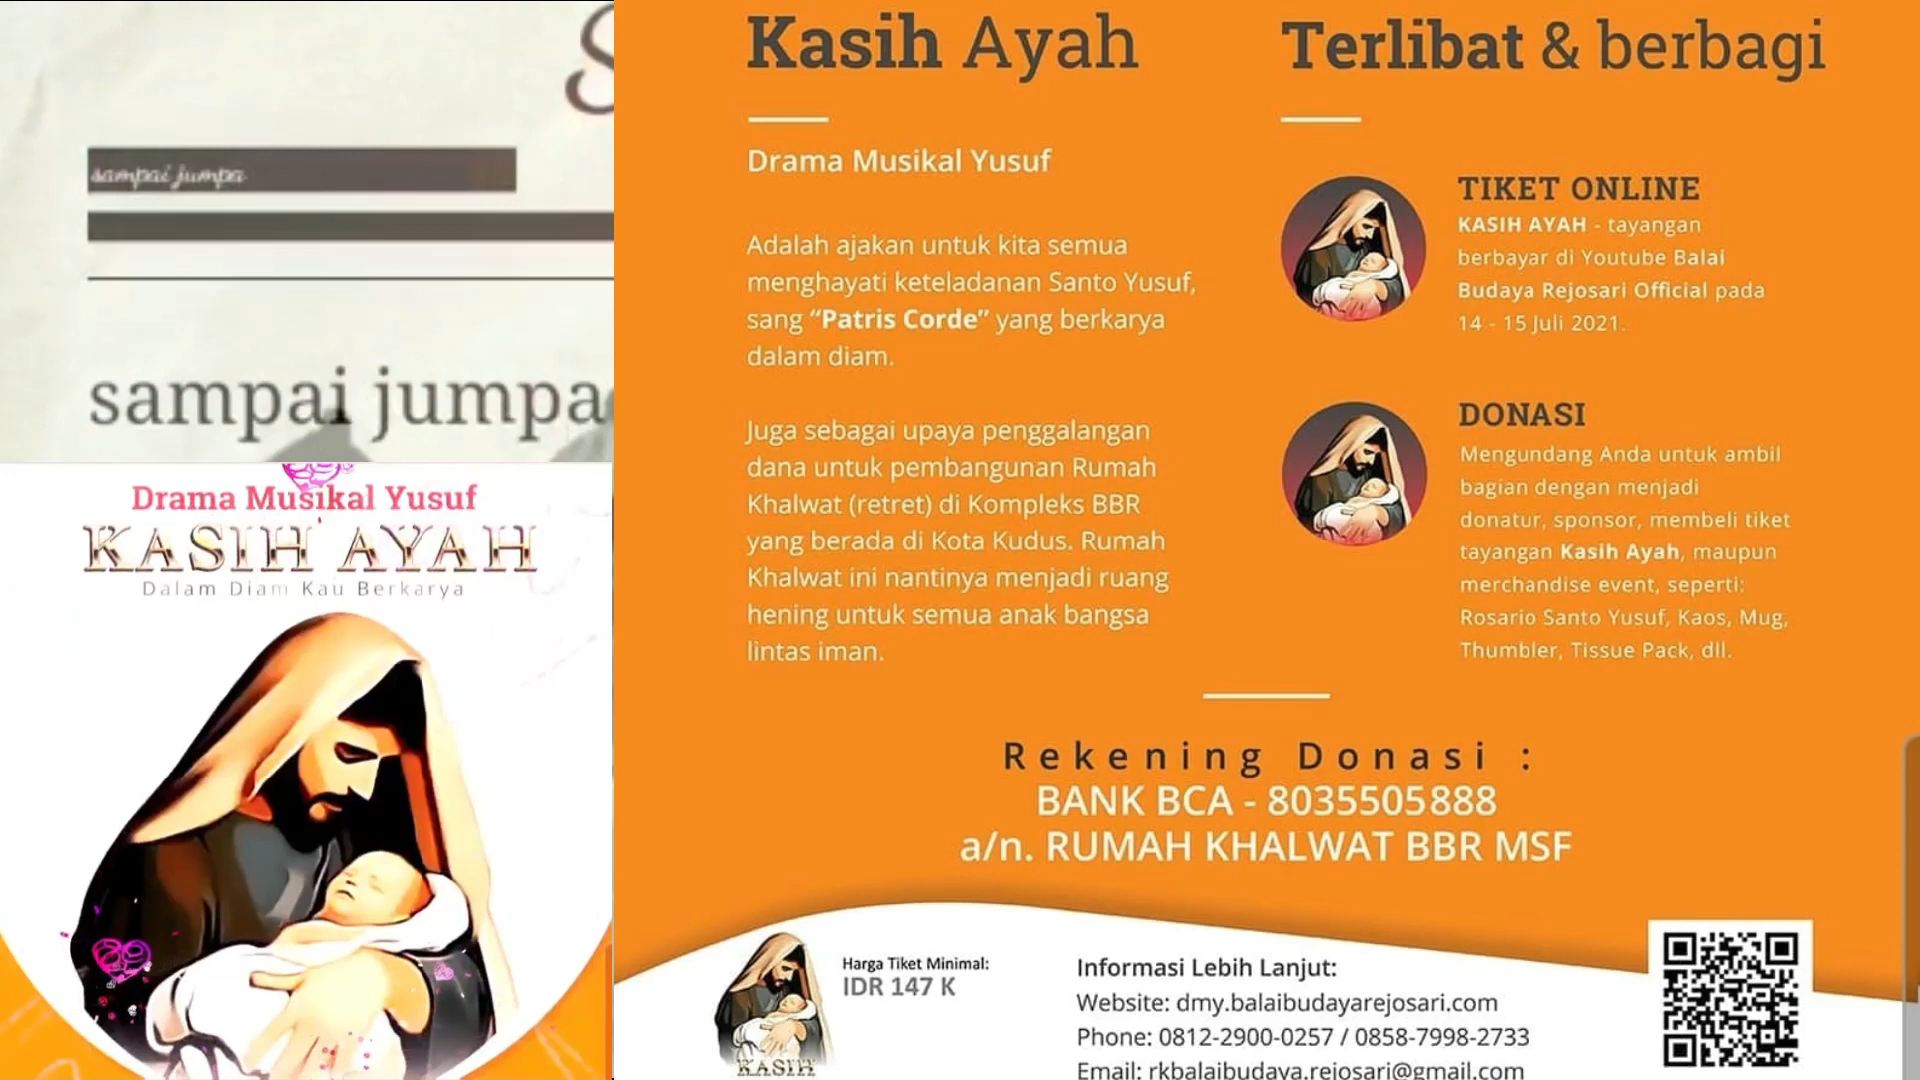 sampai jumpa
sampai jumpa
Drama Musikal Yusuf
KASIH AYAH
Dalam Diam Kau Berkarya
Kasih Ayah
Drama Musikal Yusuf
Adalah ajakan untuk kita semua
menghayati keteladanan Santo Yusuf,
sang “Patris Corde” yang berkarya
dalam diam.
Juga sebagai upaya penggalangan
dana untuk pembangunan Rumah
Khalwat (retret) di Kompleks BBR
yang berada di Kota Kudus. Rumah
Khalwat ini nantinya menjadi ruang
hening untuk semua anak bangsa
lintas iman.
Terlibat & berbagi
TIKET ONLINE
KASIH AYAH - tayangan
berbayar di Youtube Balai
Budaya Rejosari Official pada
14 - 15 Juli 2021.
DONASI
Mengundang Anda untuk ambil
bagian dengan menjadi
donatur, sponsor, membeli tiket
tayangan Kasih Ayah, maupun
merchandise event, seperti:
Rosario Santo Yusuf, Kaos, Mug,
Thumbler, Tissue Pack, dll.
Rekening Donasi :
BANK BCA - 8035505888
a/n. RUMAH KHALWAT BBR MSF
KASIH
Harga Tiket Minimal:
IDR 147 K
Informasi Lebih Lanjut:
Website: dmy.balaibudayarejosari.com
Phone: 0812-2900-0257 / 0858-7998-2733
Email: rkbalaibudaya.rejosari@gmail.com